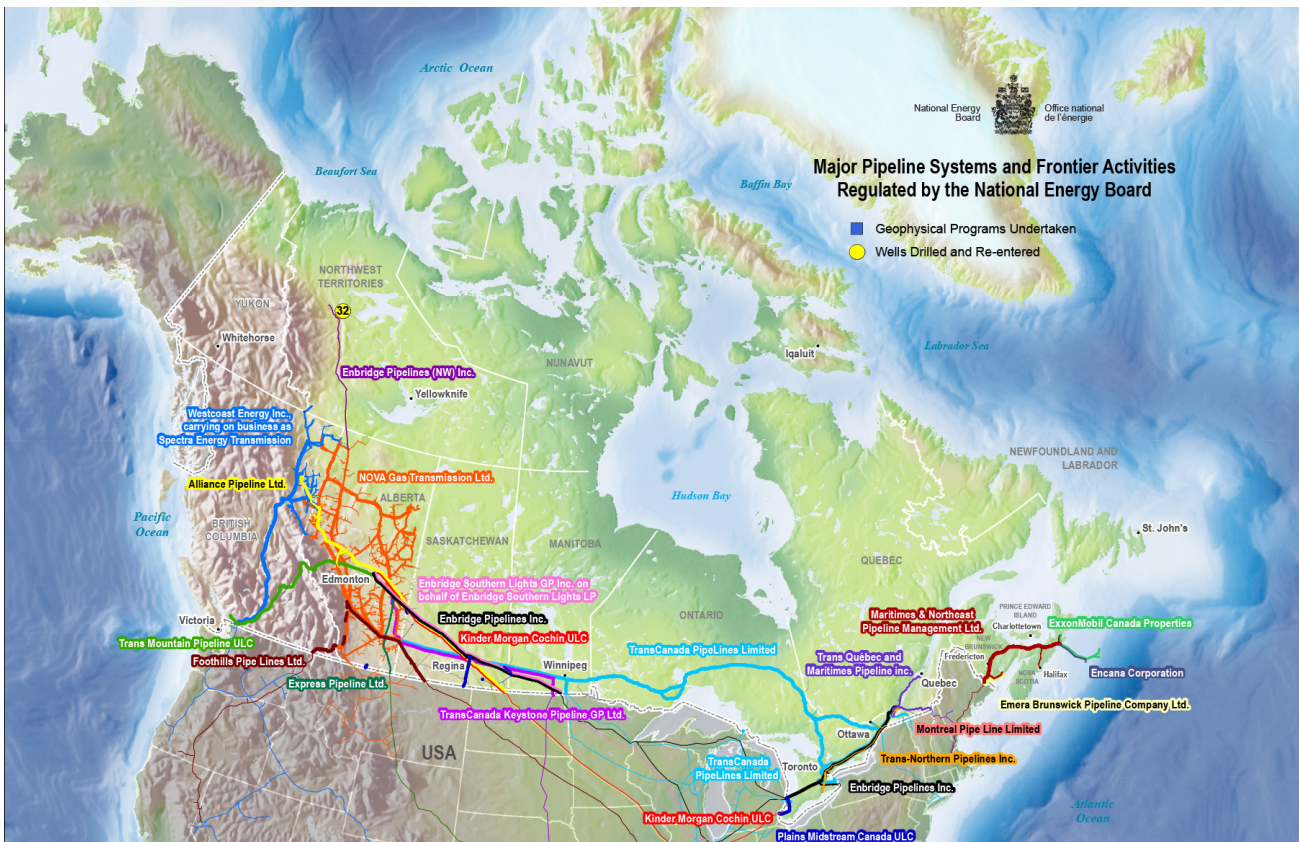 Arctic Ocean
National Energy
Board
Office national
de l'énergie
Major Pipeline Systems and Frontier Activities
Regulated by the National Energy Board
Geophysical Programs Undertaken
Wells Drilled and Re-entered
Beaufort Sea
Baffin Bay
NORTHWEST
TERRITORIES
YUKON
32
Whitehorse
Iqaluit
Labrador Sea
NUNAVUT
Enbridge Pipelines (NW) Inc.
Yellowknife
Westcoast Energy Inc.,
carrying on business as
Spectra Energy Transmission
NEWFOUNDLAND AND
LABRADOR
NOVA Gas Transmission Ltd.
Alliance Pipeline Ltd.
ALBERTA
Hudson Bay
Pacific
Ocean
BRITISH
COLUMBIA
St. John's
SASKATCHEWAN
MANITOBA
QUEBEC
Edmonton
Enbridge Southern Lights GP Inc. on
behalf of Enbridge Southern Lights LP
ONTARIO
Enbridge Pipelines Inc.
Kinder Morgan Cochin ULC
Victoria
Trans Mountain Pipeline ULC
Foothills Pipe Lines Ltd.
Regina
Winnipeg
Express Pipeline Ltd.
TransCanada Keystone Pipeline GP Ltd.
TransCanada PipeLines Limited
Maritimes & Northeast
Pipeline Management Ltd.
PRINCE EDWARD
ISLAND
Charlottetown
ExxonMobil Canada Properties
NEW
BRUNSWICK
Fredericton
Trans Québec and
Maritimes Pipeline inc.
Quebec
NOVA
SCOTIA
Halifax
Encana Corporation
Emera Brunswick Pipeline Company Ltd.
Ottawa
Montreal Pipe Line Limited
USA
TransCanada
PipeLines Limited
Toronto
Trans-Northern Pipelines Inc.
Enbridge Pipelines Inc.
Kinder Morgan Cochin ULC
Plains Midstream Canada ULC
Atlantic
Ocean